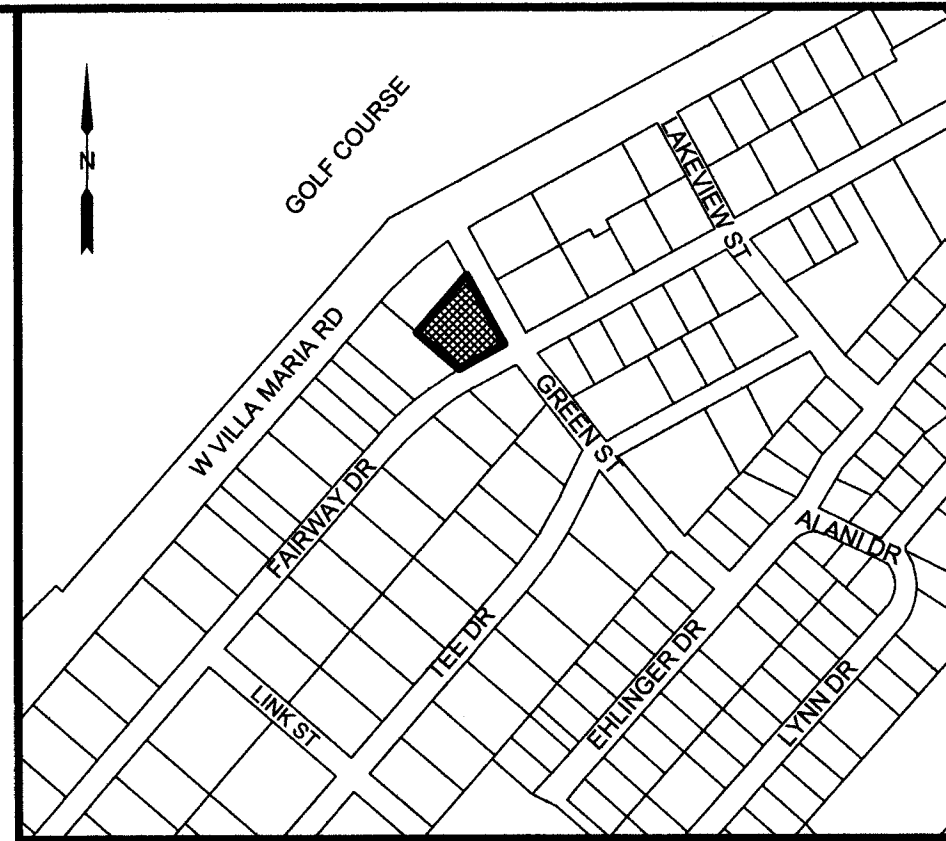 N
GOLF COURSE
LAKEVIEW ST
W VILLA MARIA RD
GREEN ST
FAIRWAY DR
ALANI DR
TEE DR
EHLINGER DR
LYNN DR
LINK ST